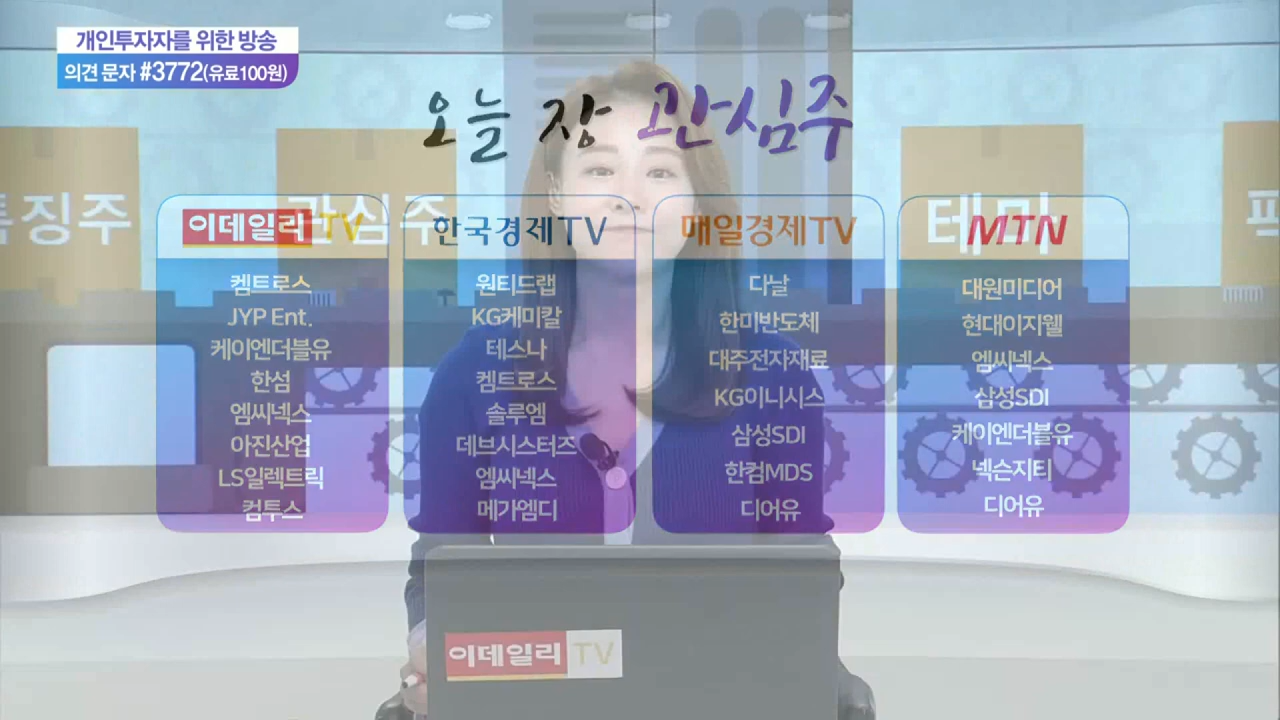 개인투자자를 위한 방송
의견 문자 #3772(유료100원)
오늘 장 관심주
특징주
관심주
테마
이데일리TV
켐트로스
JYP Ent.
케이엔더블유
한섬
엠씨넥스
아진산업
LS일렉트릭
컴투스
한국경제TV
원티드랩
KG케미칼
테스나
켐트로스
솔루엠
데브시스터즈
엠씨넥스
메가엠디
매일경제TV
다날
한미반도체
대주전자재료
KG이니시스
삼성SDI
한컴MDS
디어유
MTN
대원미디어
현대이지웰
엠씨넥스
삼성SDI
케이엔더블유
넥슨지티
디어유
이데일리TV